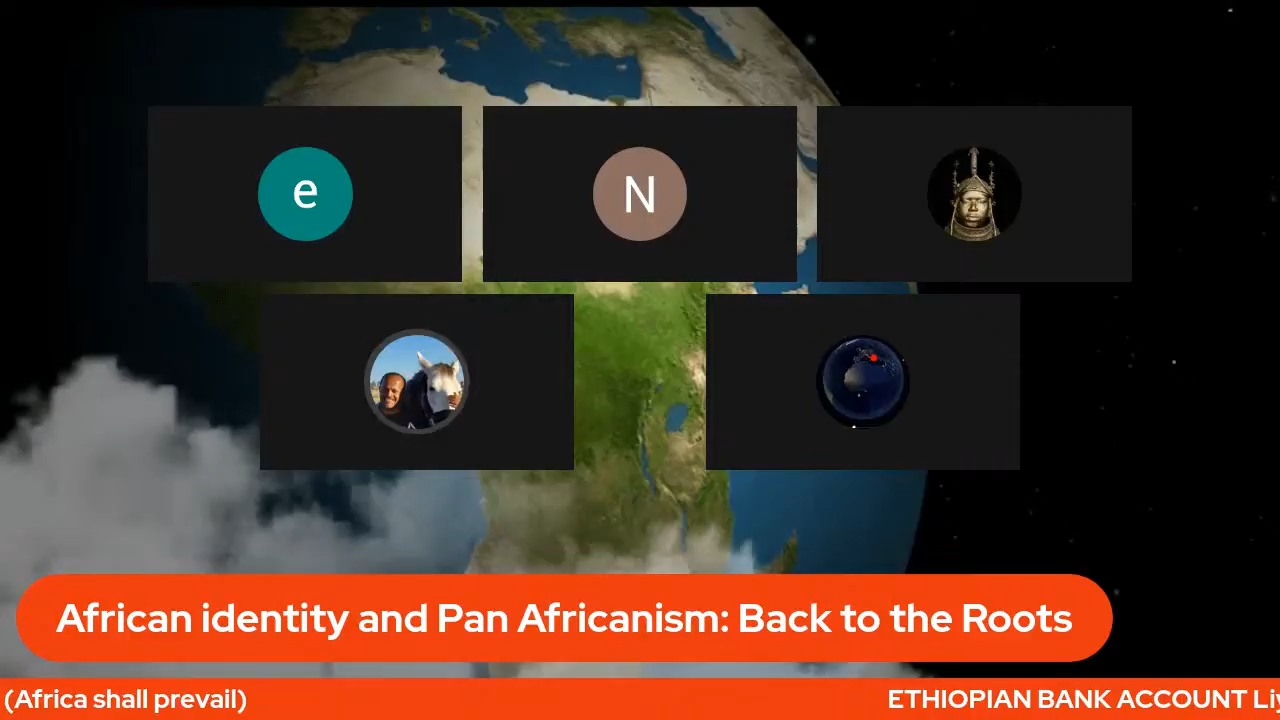 e
N
African identity and Pan Africanism: Back to the Roots
(Africa shall prevail) ETHIOPIAN BANK ACCOUNT